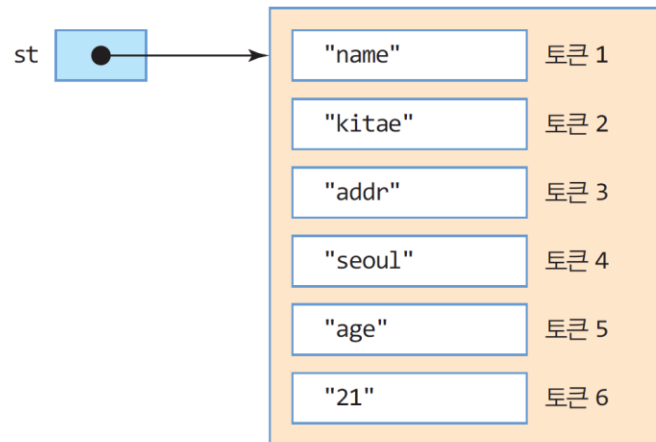 st
"name" 토큰 1
"kitae" 토큰 2
"addr" 토큰 3
"seoul" 토큰 4
"age" 토큰 5
"21" 토큰 6